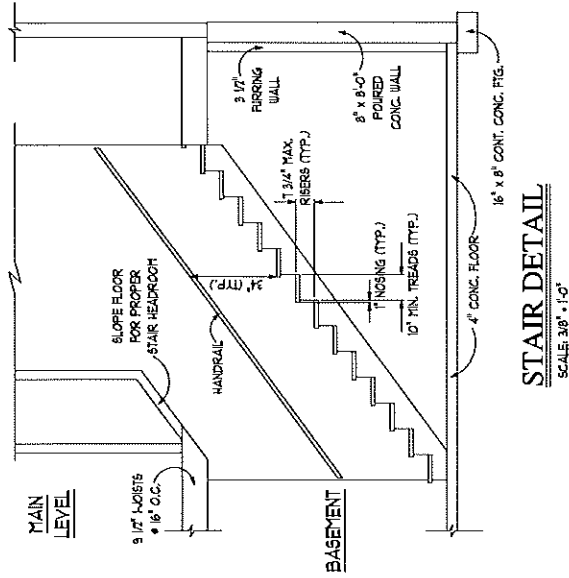 MAIN
LEVEL
9 1/2" WOISTS
@ 16" O.C.
SLOPE FLOOR
FOR PROPER
STAIR HEADROOM
HANDRAIL
34" (TYP.)
BASEMENT
3 1/2"
FURRING
WALL
8" x 8'-0"
POURED
CONC. WALL
7 3/4" MAX.
RISERS (TYP.)
1" NOSING (TYP.)
10" MIN. TREADS (TYP.)
4" CONC. FLOOR
16" x 8" CONT. CONC. FTG.
STAIR DETAIL
SCALE: 3/8" = 1'-0"